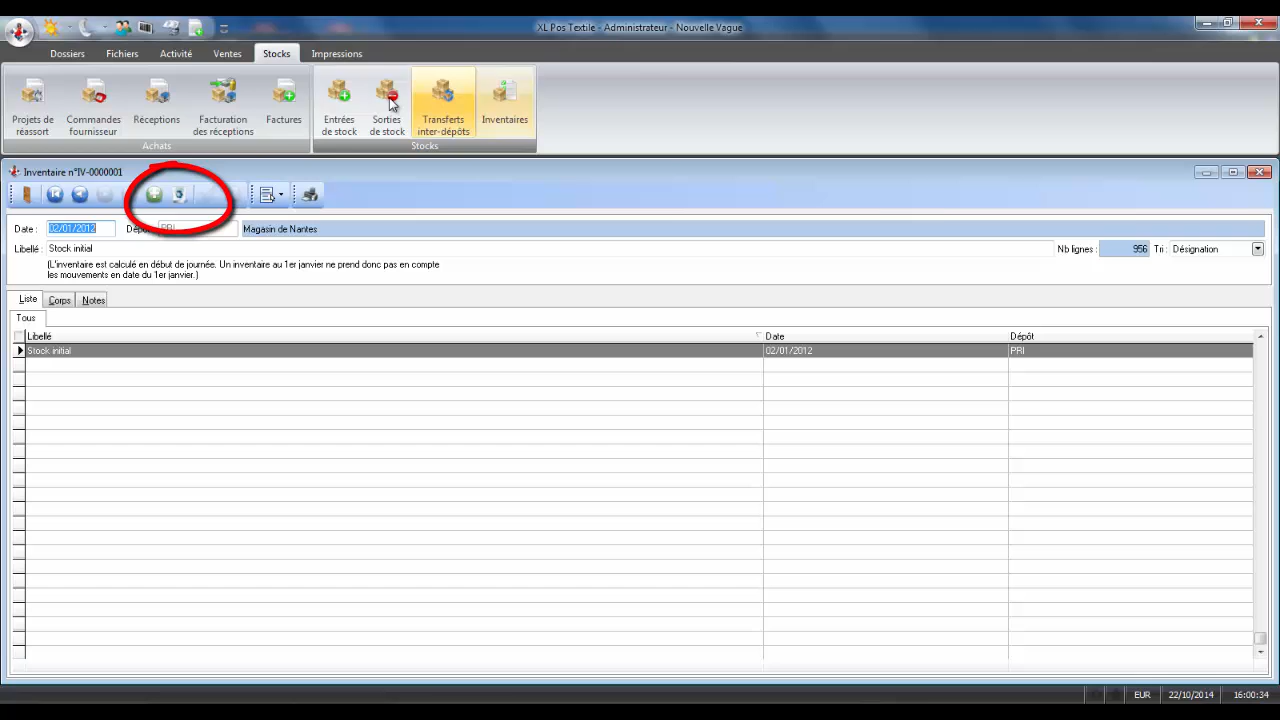 XL Pos Textile - Administrateur - Nouvelle Vague
Dossiers Fichiers Activité Ventes Stocks Impressions
Projets de réassort
Commandes fournisseur
Réceptions
Facturation des réceptions
Factures
Entrées de stock
Sorties de stock
Transferts inter-dépôts
Inventaires
Achats
Stocks
Inventaire n°IV-0000001
Date : 02/01/2012 Dépôt PRI Magasin de Nantes
Libellé : Stock initial Nb lignes : 956 Tri : Désignation
(L'inventaire est calculé en début de journée. Un inventaire au 1er janvier ne prend donc pas en compte
les mouvements en date du 1er janvier.)
Liste Corps Notes
Tous
Libellé Date Dépôt
Stock initial 02/01/2012 PRI
EUR 22/10/2014 16:00:34